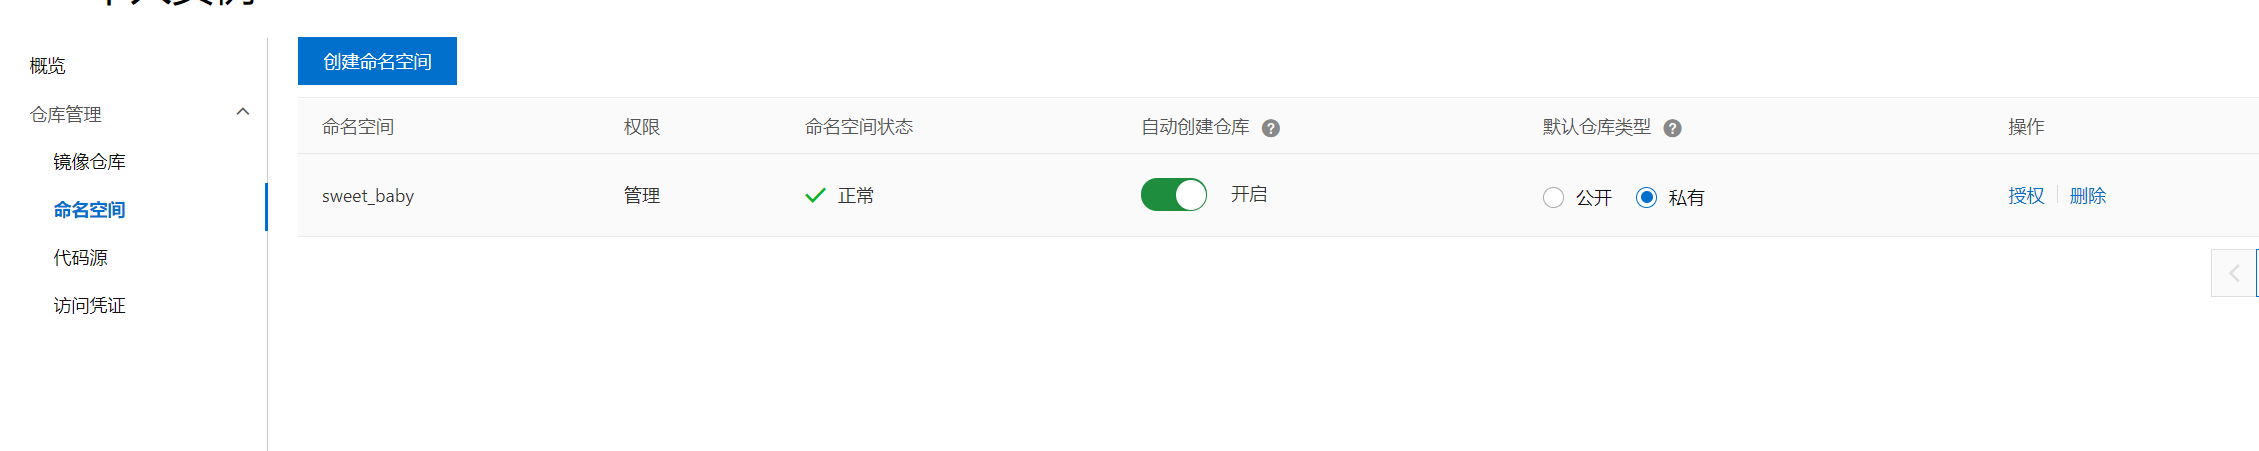 概览
仓库管理
镜像仓库
命名空间
代码源
访问凭证
创建命名空间
命名空间 权限 命名空间状态 自动创建仓库 默认仓库类型 操作
sweet_baby 管理 正常 开启 公开 私有 授权 删除